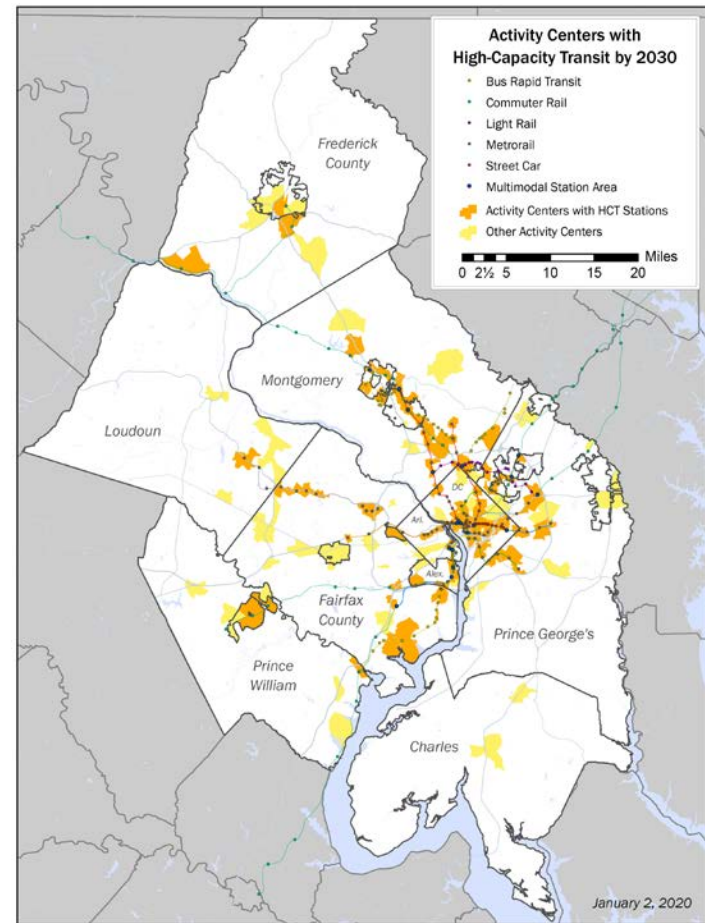 Activity Centers with
High-Capacity Transit by 2030
Bus Rapid Transit
Commuter Rail
Light Rail
Metrorail
Street Car
Multimodal Station Area
Activity Centers with HCT Stations
Other Activity Centers
Miles
0 2½ 5 10 15 20
Frederick
County
Montgomery
Loudoun
DC
Arl.
Alex.
Fairfax
County
Prince George's
Prince
William
Charles
January 2, 2020